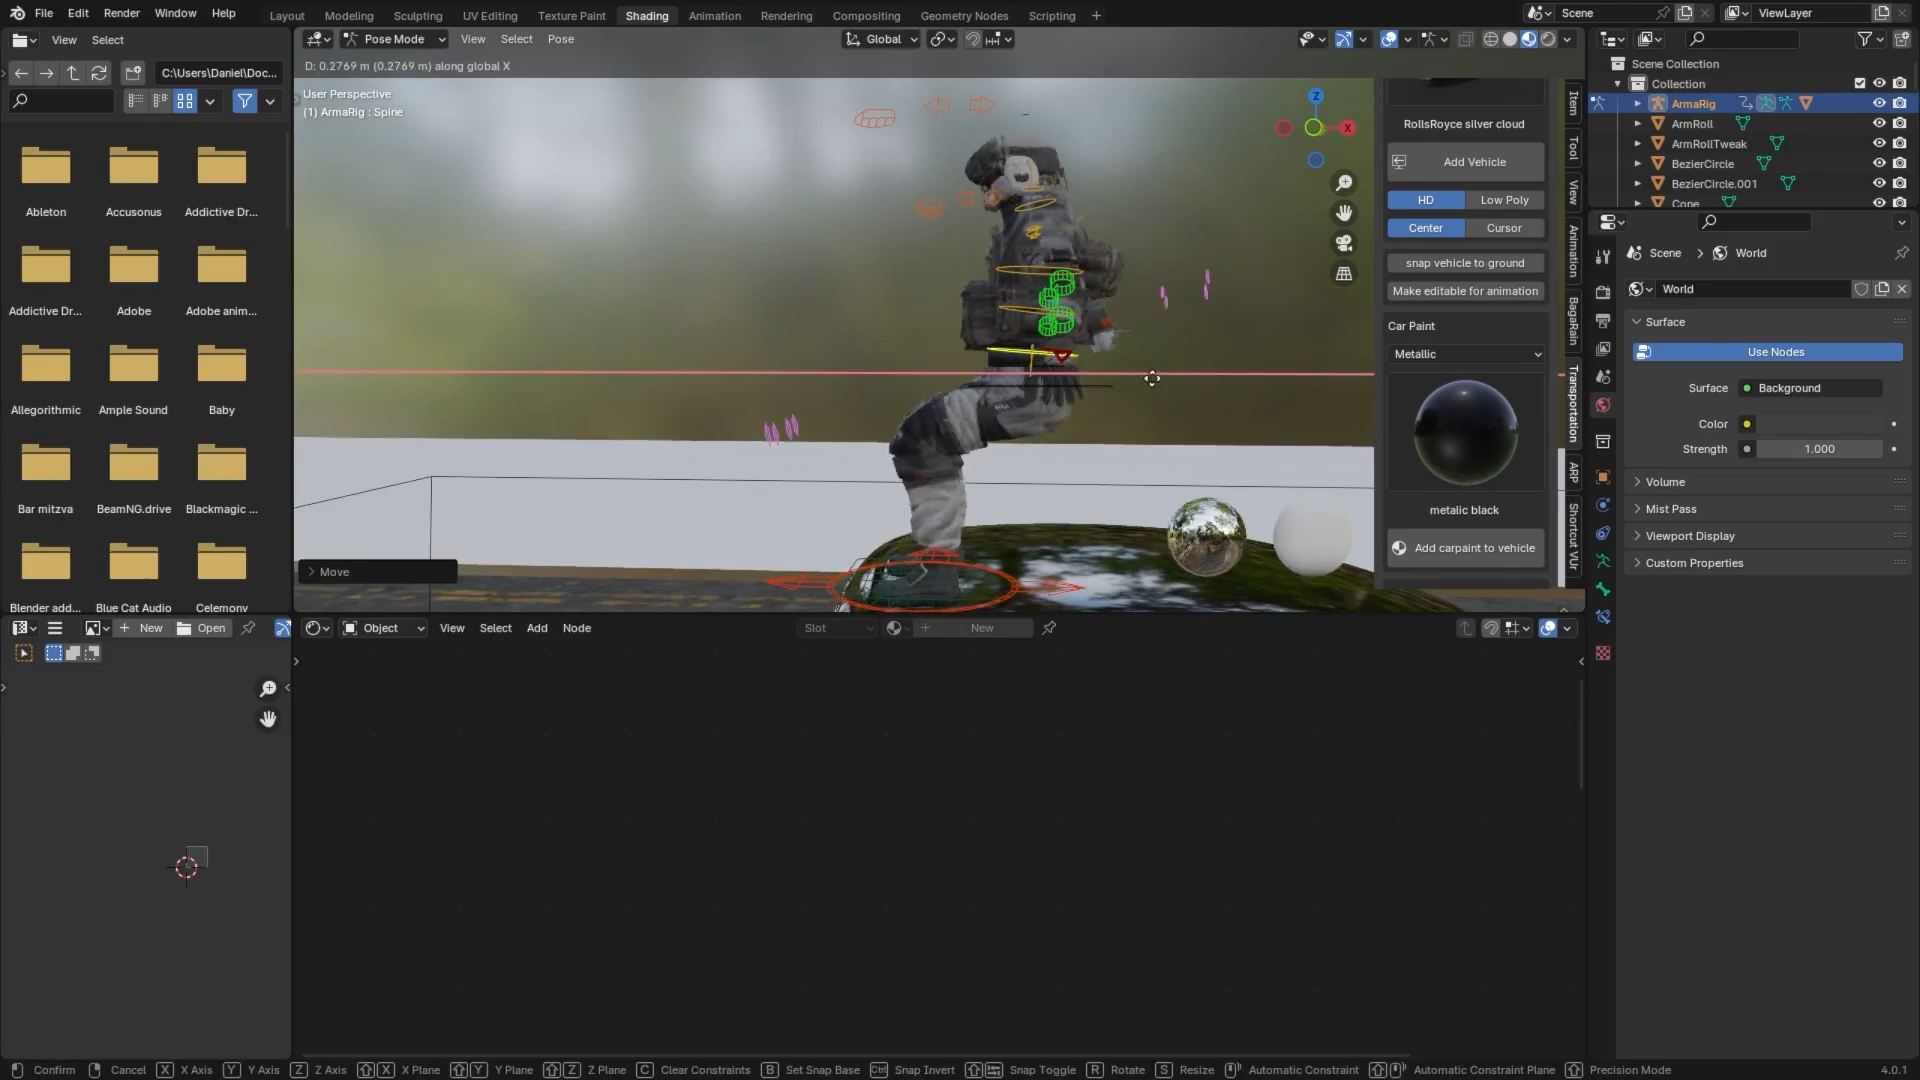 File Edit Render Window Help Layout Modeling Sculpting UV Editing Texture Paint Shading Animation Rendering Compositing Geometry Nodes Scripting + Scene ViewLayer
View Select
Pose Mode View Select Pose Global
C:\Users\Daniel\Doc...
D: 0.2769 m (0.2769 m) along global X
User Perspective
(1) ArmaRig : Spine
Ableton Accusonus Addictive Dr...
Addictive Dr... Adobe Adobe anim...
Allegorithmic Ample Sound Baby
Bar mitzva BeamNG.drive Blackmagic ...
Blender add... Blue Cat Audio Celemony
Z
X
Move
RollsRoyce silver cloud
Add Vehicle
HD Low Poly
Center Cursor
snap vehicle to ground
Make editable for animation
Car Paint
Metallic
metalic black
Add carpaint to vehicle
Item
Tool
View
Animation
BagaRain
Transportation
ARP
Shortcut VUr
Scene Collection
Collection
ArmaRig
ArmRoll
ArmRollTweak
BezierCircle
BezierCircle.001
Cone
Scene > World
World
Surface
Use Nodes
Surface Background
Color
Strength 1.000
Volume
Mist Pass
Viewport Display
Custom Properties
New Open
Object View Select Add Node Slot New
Confirm Cancel X X Axis Y Y Axis Z Z Axis X X Plane Y Y Plane Z Z Plane C Clear Constraints B Set Snap Base Ctrl Snap Invert Snap Toggle R Rotate S Resize Automatic Constraint Automatic Constraint Plane Precision Mode 4.0.1